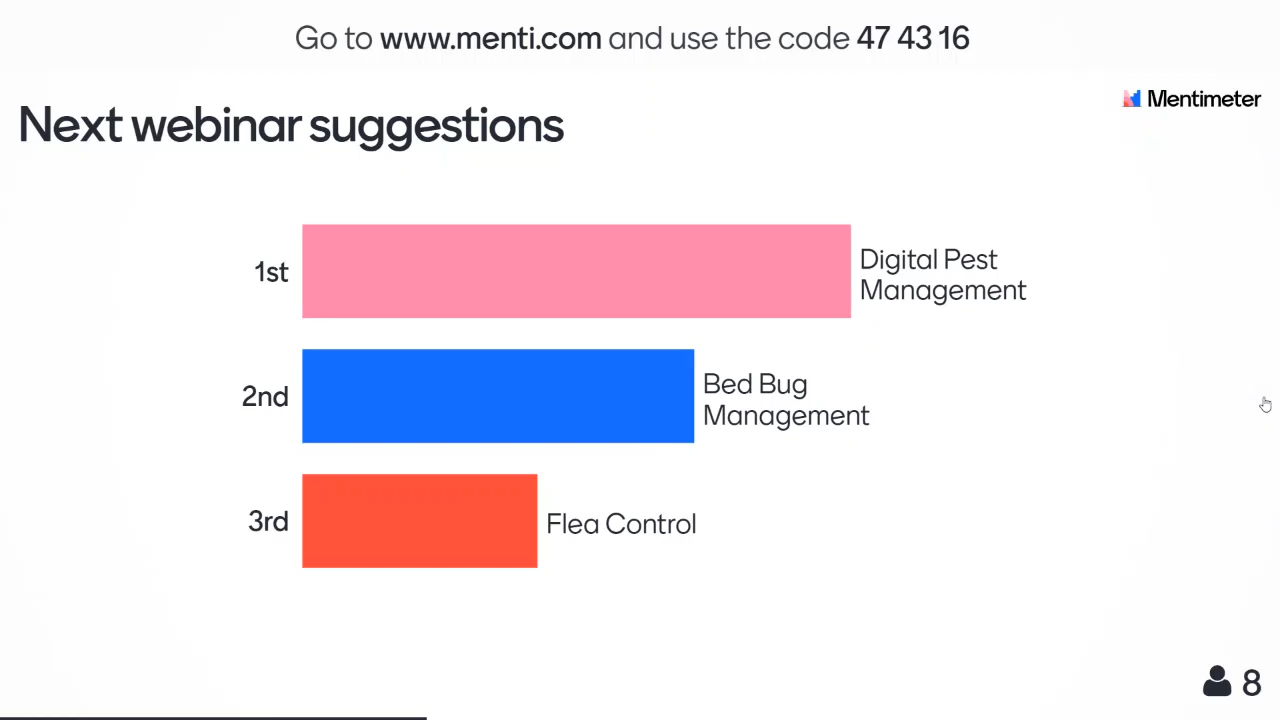 Go to www.menti.com and use the code 47 43 16
Mentimeter
Next webinar suggestions
1st
Digital Pest
Management
2nd
Bed Bug
Management
3rd
Flea Control
8